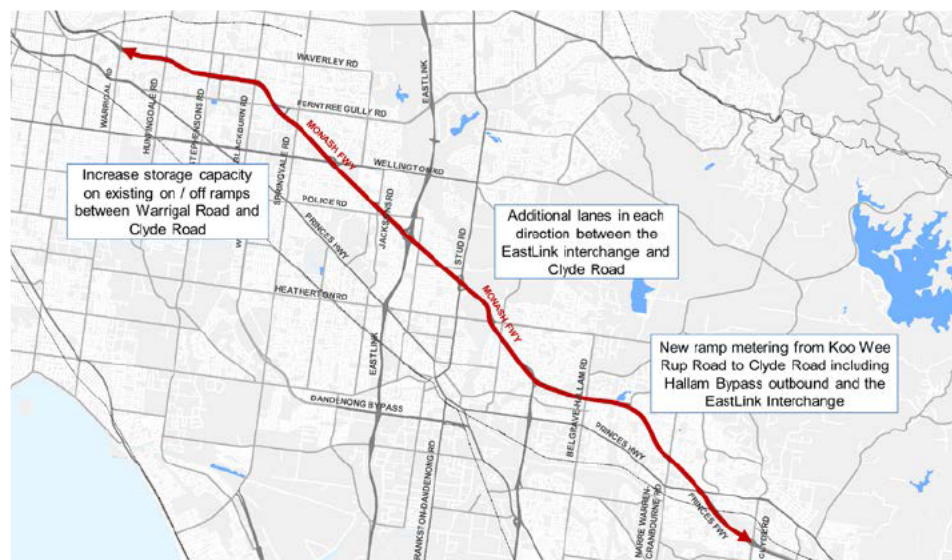 WAVERLEY RD
EASTLINK
WARRIGAL RD
HUNTINGDALE RD
STEPHENSONS RD
BLACKBURN RD
FERNTREE GULLY RD
SPRINGVALE RD
MONASH FWY
WELLINGTON RD
Increase storage capacity
on existing on / off ramps
between Warrigal Road and
Clyde Road
POLICE RD
PRINCES HWY
JACKSONS RD
STUD RD
Additional lanes in each
direction between the
EastLink interchange and
Clyde Road
HEATHERTON RD
MONASH FWY
EASTLINK
New ramp metering from Koo Wee
Rup Road to Clyde Road including
Hallam Bypass outbound and the
EastLink Interchange
BELGRAVE-HALLAM RD
DANDENONG BYPASS
PRINCES HWY
FRANKSTON-DANDENONG RD
NARRE WARREN-
CRANBOURNE RD
PRINCES FWY
CLYDE RD